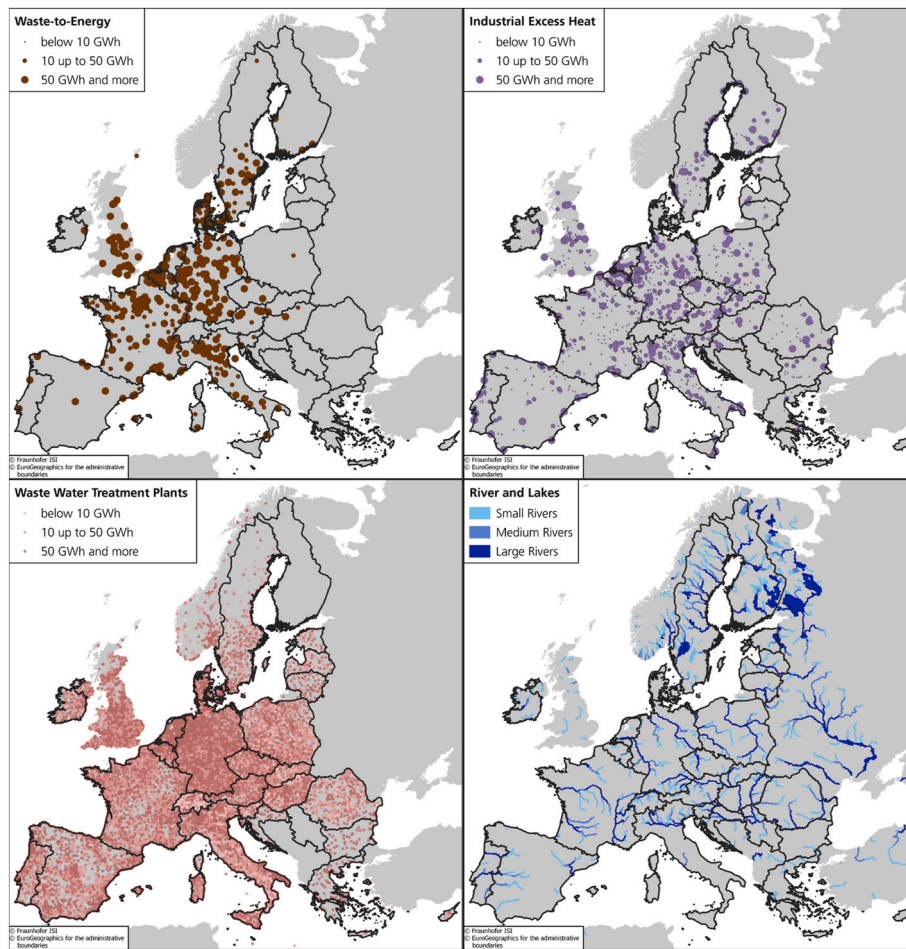 Waste-to-Energy
below 10 GWh
10 up to 50 GWh
50 GWh and more
© Fraunhofer ISI
© EuroGeographics for the administrative
boundaries
Industrial Excess Heat
below 10 GWh
10 up to 50 GWh
50 GWh and more
© Fraunhofer ISI
© EuroGeographics for the administrative
boundaries
Waste Water Treatment Plants
below 10 GWh
10 up to 50 GWh
50 GWh and more
© Fraunhofer ISI
© EuroGeographics for the administrative
boundaries
River and Lakes
Small Rivers
Medium Rivers
Large Rivers
© Fraunhofer ISI
© EuroGeographics for the administrative
boundaries